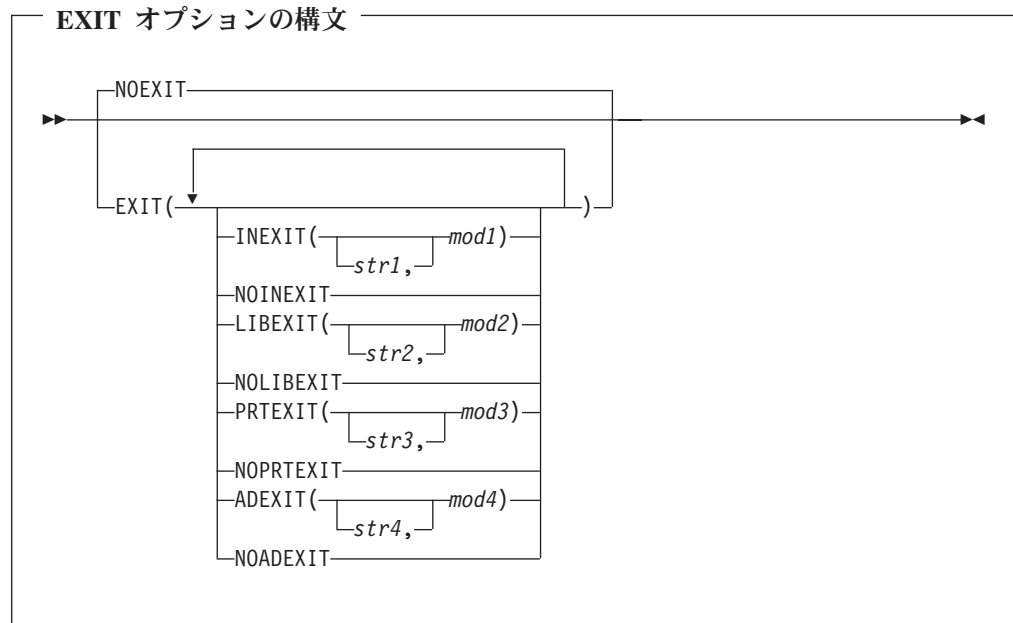 EXIT オプションの構文
NOEXIT
EXIT( )
INEXIT( mod1)
str1,
NOINEXIT
LIBEXIT( mod2)
str2,
NOLIBEXIT
PRTEXIT( mod3)
str3,
NOPRTEXIT
ADEXIT( mod4)
str4,
NOADEXIT